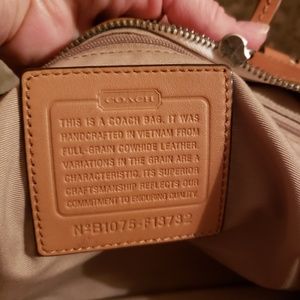 COACH
THIS IS A COACH BAG. IT WAS
HANDCRAFTED IN VIETNAM FROM
FULL-GRAIN COWHIDE LEATHER
VARIATIONS IN THE GRAIN ARE A
CHARACTERISTIC. ITS SUPERIOR
CRAFTSMANSHIP REFLECTS OUR
COMMITMENT TO ENDURING QUALITY.
Nº B1075-F13732